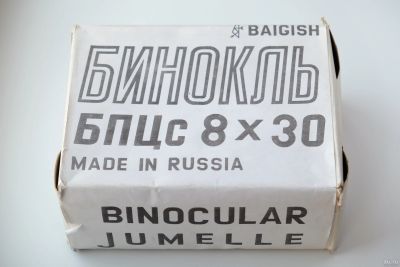 BAIGISH
БИНОКЛЬ
БПЦс 8×30
MADE IN RUSSIA
BINOCULAR
JUMELLE